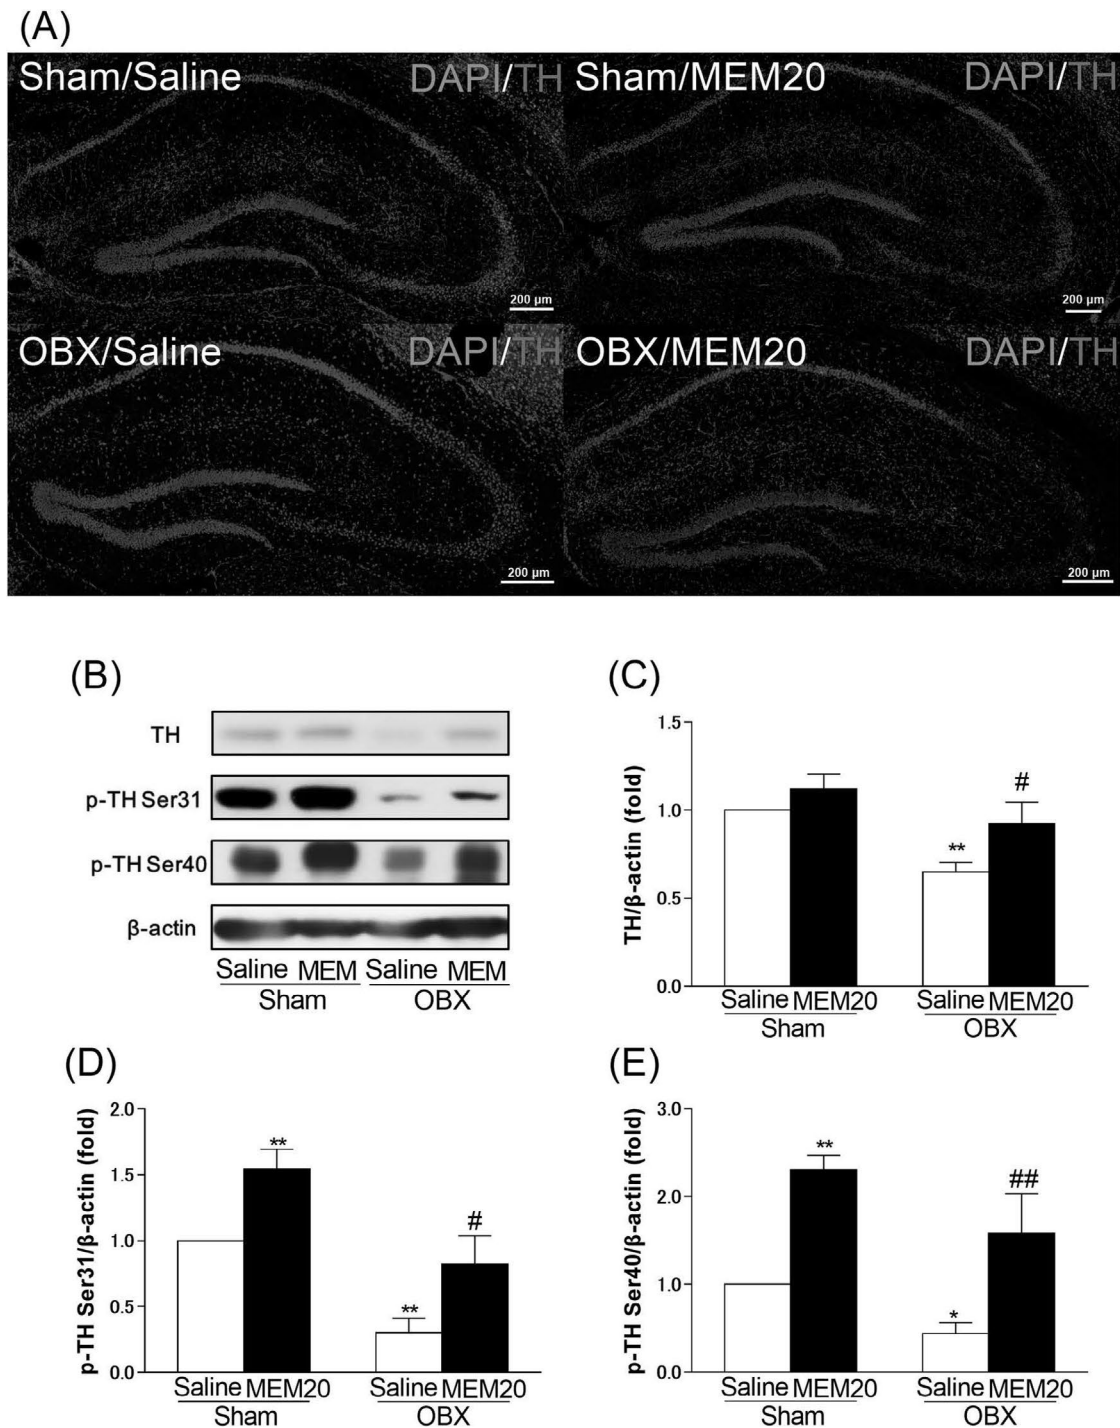 (A)
Sham/Saline DAPI/TH Sham/MEM20 DAPI/TH
200 µm 200 µm
OBX/Saline DAPI/TH OBX/MEM20 DAPI/TH
200 µm 200 µm
(B)
TH
p-TH Ser31
p-TH Ser40
β-actin
Saline MEM Saline MEM
Sham OBX
(C)
TH/β-actin (fold)
1.5
1.0
0.5
0.0
**
#
Saline MEM20 Saline MEM20
Sham OBX
(D)
p-TH Ser31/β-actin (fold)
2.0
1.5
1.0
0.5
0.0
**
**
#
Saline MEM20 Saline MEM20
Sham OBX
(E)
p-TH Ser40/β-actin (fold)
3.0
2.0
1.0
0.0
**
*
##
Saline MEM20 Saline MEM20
Sham OBX